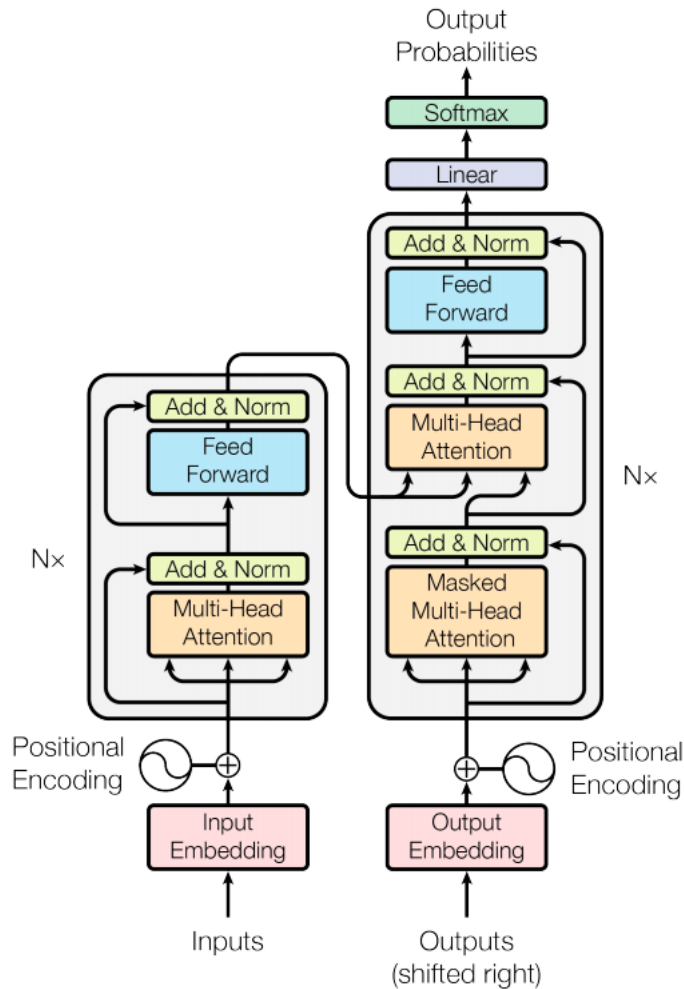 Output
Probabilities
Softmax
Linear
Add & Norm
Feed
Forward
Add & Norm
Multi-Head
Attention
Nx
Add & Norm
Masked
Multi-Head
Attention
Add & Norm
Feed
Forward
Nx
Add & Norm
Multi-Head
Attention
Positional
Encoding
Positional
Encoding
Input
Embedding
Output
Embedding
Inputs
Outputs
(shifted right)